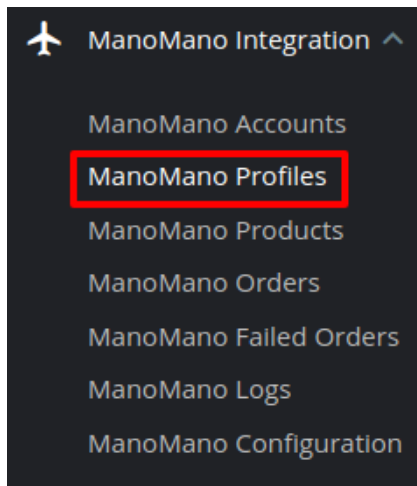 ManoMano Integration
ManoMano Accounts
ManoMano Profiles
ManoMano Products
ManoMano Orders
ManoMano Failed Orders
ManoMano Logs
ManoMano Configuration